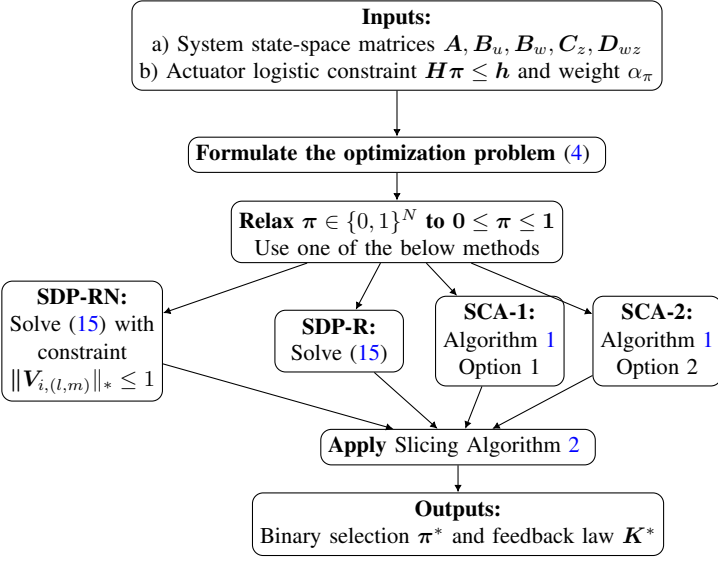 Inputs:
a) System state-space matrices A, B_u, B_w, C_z, D_wz
b) Actuator logistic constraint Hπ ≤ h and weight α_π
Formulate the optimization problem (4)
Relax π ∈ {0, 1}^N to 0 ≤ π ≤ 1
Use one of the below methods
SDP-RN:
Solve (15) with
constraint
‖V_{i,(l,m)}‖_* ≤ 1
SDP-R:
Solve (15)
SCA-1:
Algorithm 1
Option 1
SCA-2:
Algorithm 1
Option 2
Apply Slicing Algorithm 2
Outputs:
Binary selection π* and feedback law K*